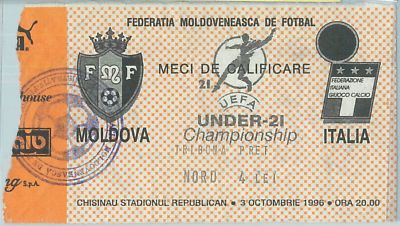 FEDERATIA MOLDOVENEASCA DE FOTBAL
MECI DE CALIFICARE
21
UEFA
UNDER-21
Championship
F M F
MOLDOVA
FEDERAZIONE
ITALIANA
GIUOCO CALCIO
ITALIA
TRIBUNA PRET
NORD 4 LEI
house
S.p.A.
CHISINAU STADIONUL REPUBLICAN - 3 OCTOMBRIE 1996 - ORA 20.00